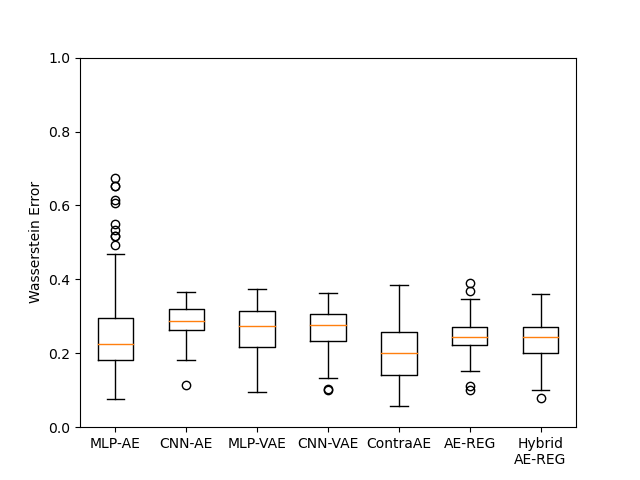 1.0
0.8
0.6
0.4
0.2
0.0
Wasserstein Error
MLP-AE CNN-AE MLP-VAE CNN-VAE ContraAE AE-REG Hybrid
AE-REG